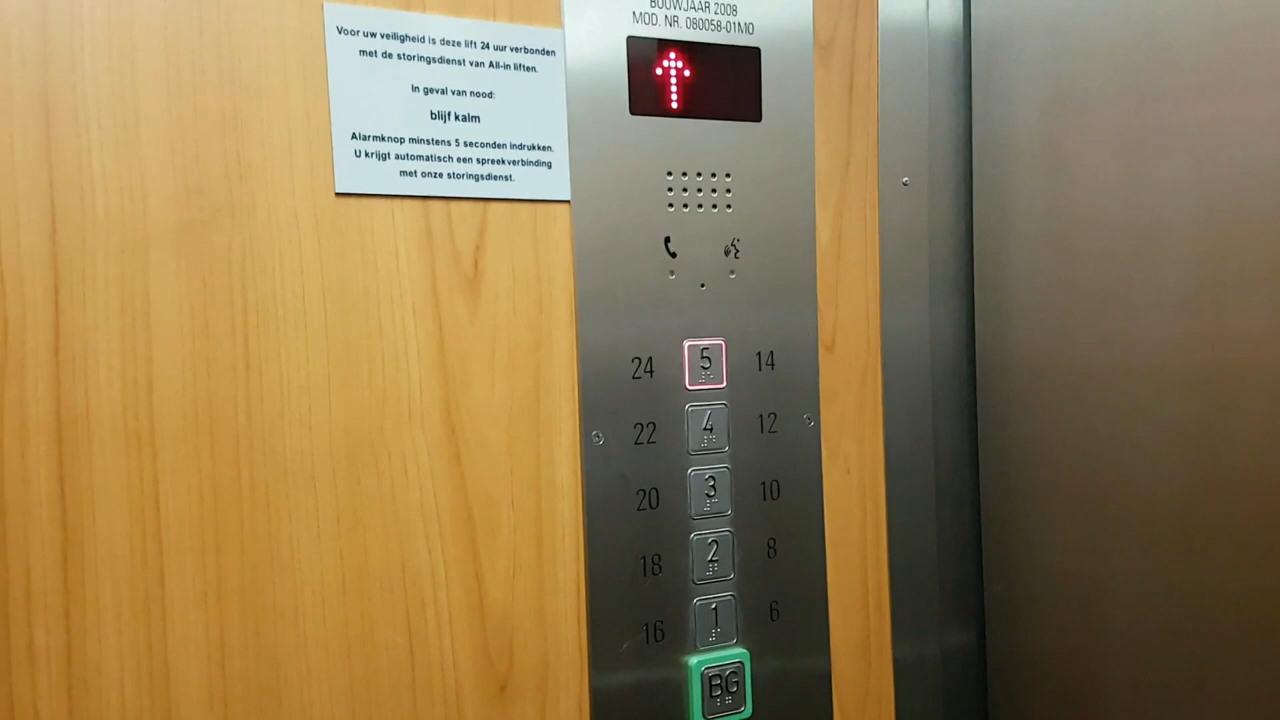 Voor uw veiligheid is deze lift 24 uur verbonden
met de storingsdienst van All-in liften.
In geval van nood:
blijf kalm
Alarmknop minstens 5 seconden indrukken.
U krijgt automatisch een spreekverbinding
met onze storingsdienst.
BOUWJAAR 2008
MOD. NR. 080058-01M0
24 5 14
22 4 12
20 3 10
18 2 8
16 1 6
BG